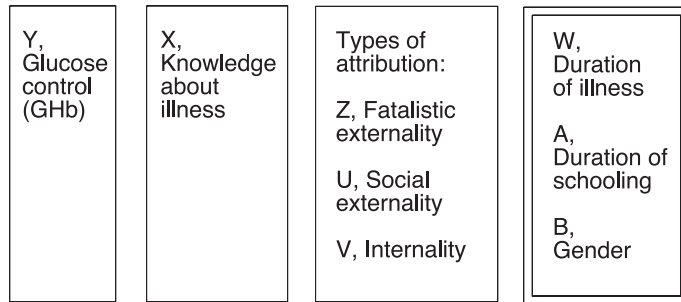 Y,
Glucose
control
(GHb)
X,
Knowledge
about
illness
Types of
attribution:
Z, Fatalistic
externality
U, Social
externality
V, Internality
W,
Duration
of illness
A,
Duration of
schooling
B,
Gender